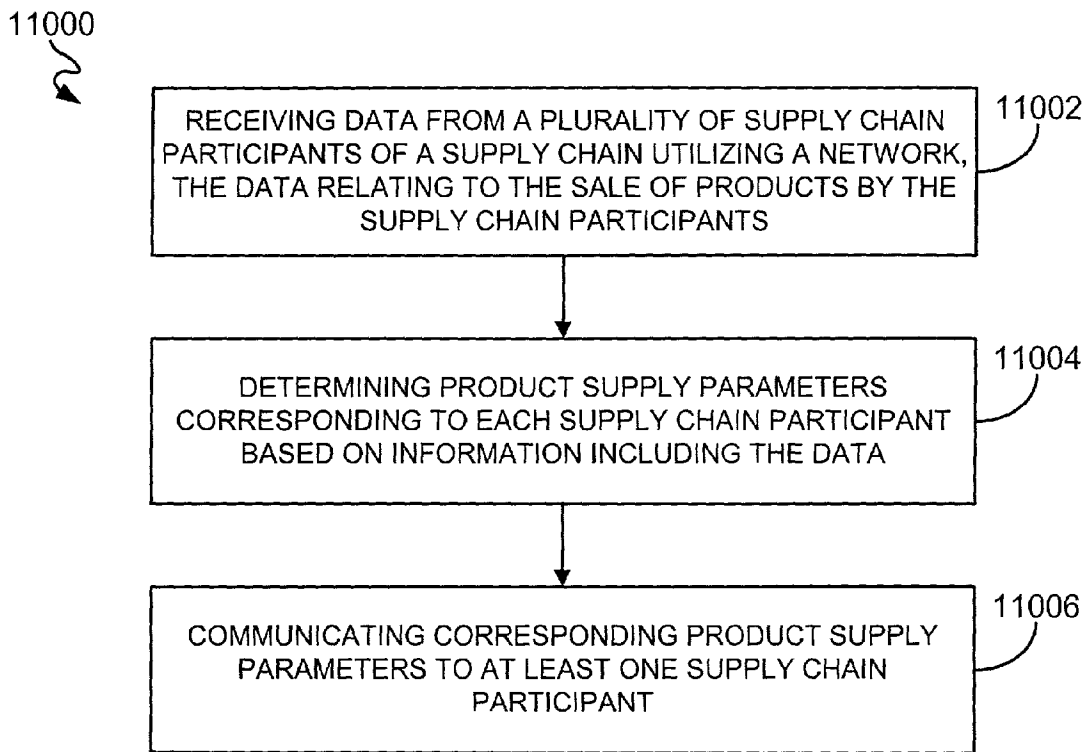 11000
RECEIVING DATA FROM A PLURALITY OF SUPPLY CHAIN
PARTICIPANTS OF A SUPPLY CHAIN UTILIZING A NETWORK,
THE DATA RELATING TO THE SALE OF PRODUCTS BY THE
SUPPLY CHAIN PARTICIPANTS
11002
DETERMINING PRODUCT SUPPLY PARAMETERS
CORRESPONDING TO EACH SUPPLY CHAIN PARTICIPANT
BASED ON INFORMATION INCLUDING THE DATA
11004
COMMUNICATING CORRESPONDING PRODUCT SUPPLY
PARAMETERS TO AT LEAST ONE SUPPLY CHAIN
PARTICIPANT
11006